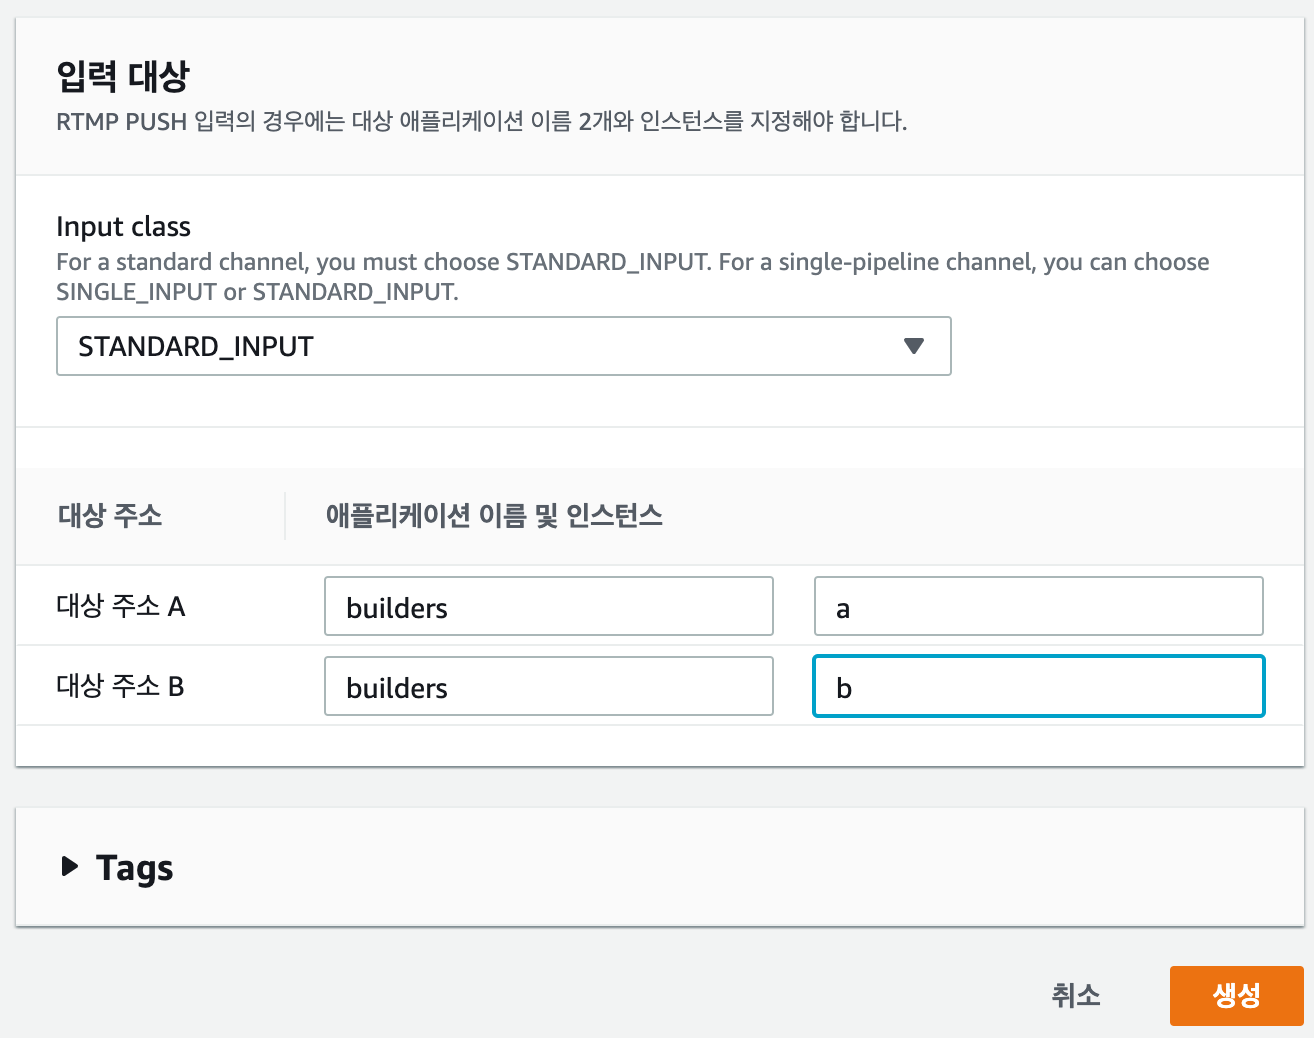 입력 대상
RTMP PUSH 입력의 경우에는 대상 애플리케이션 이름 2개와 인스턴스를 지정해야 합니다.
Input class
For a standard channel, you must choose STANDARD_INPUT. For a single-pipeline channel, you can choose
SINGLE_INPUT or STANDARD_INPUT.
STANDARD_INPUT
대상 주소 애플리케이션 이름 및 인스턴스
대상 주소 A builders a
대상 주소 B builders b
Tags
취소 생성